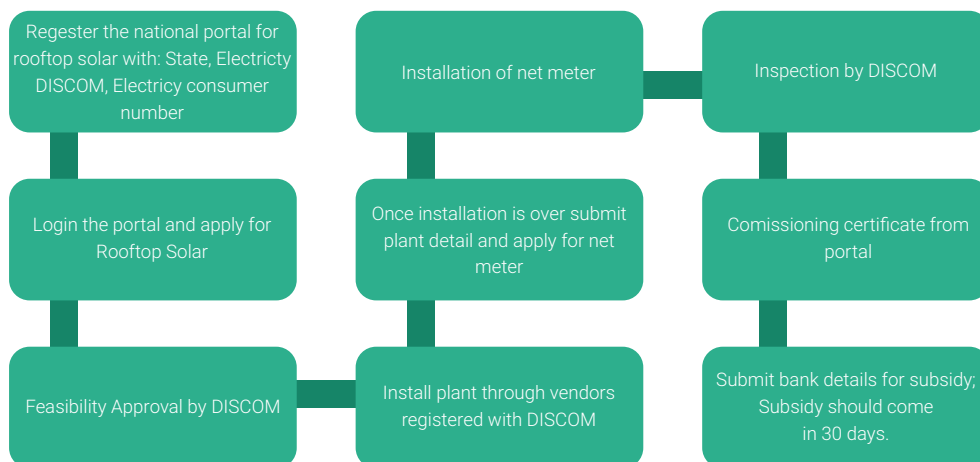 Regester the national portal for
rooftop solar with: State, Electricty
DISCOM, Electricy consumer
number
Login the portal and apply for
Rooftop Solar
Feasibility Approval by DISCOM
Install plant through vendors
registered with DISCOM
Once installation is over submit
plant detail and apply for net
meter
Installation of net meter
Inspection by DISCOM
Comissioning certificate from
portal
Submit bank details for subsidy;
Subsidy should come
in 30 days.